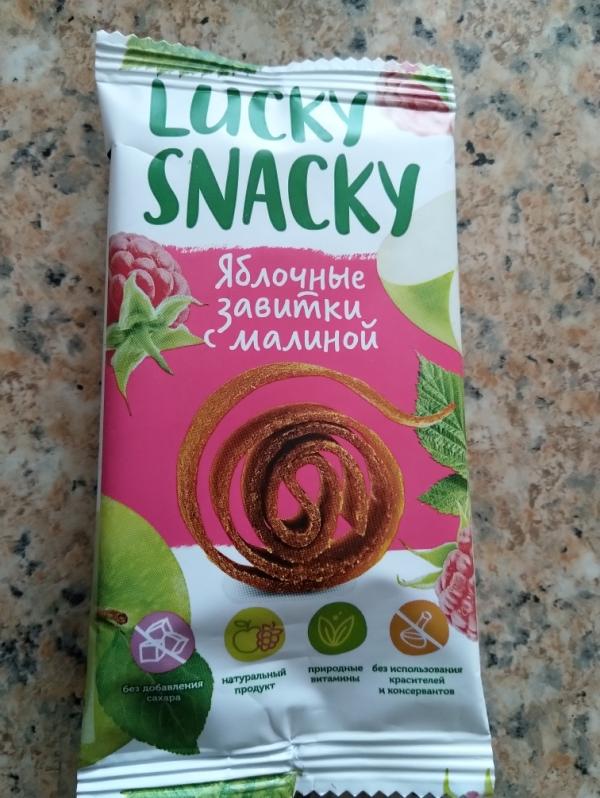 LUCKY
SNACKY
Яблочные
завитки
с малиной
без добавления
сахара
натуральный
продукт
природные
витамины
без использования
красителей
и консервантов